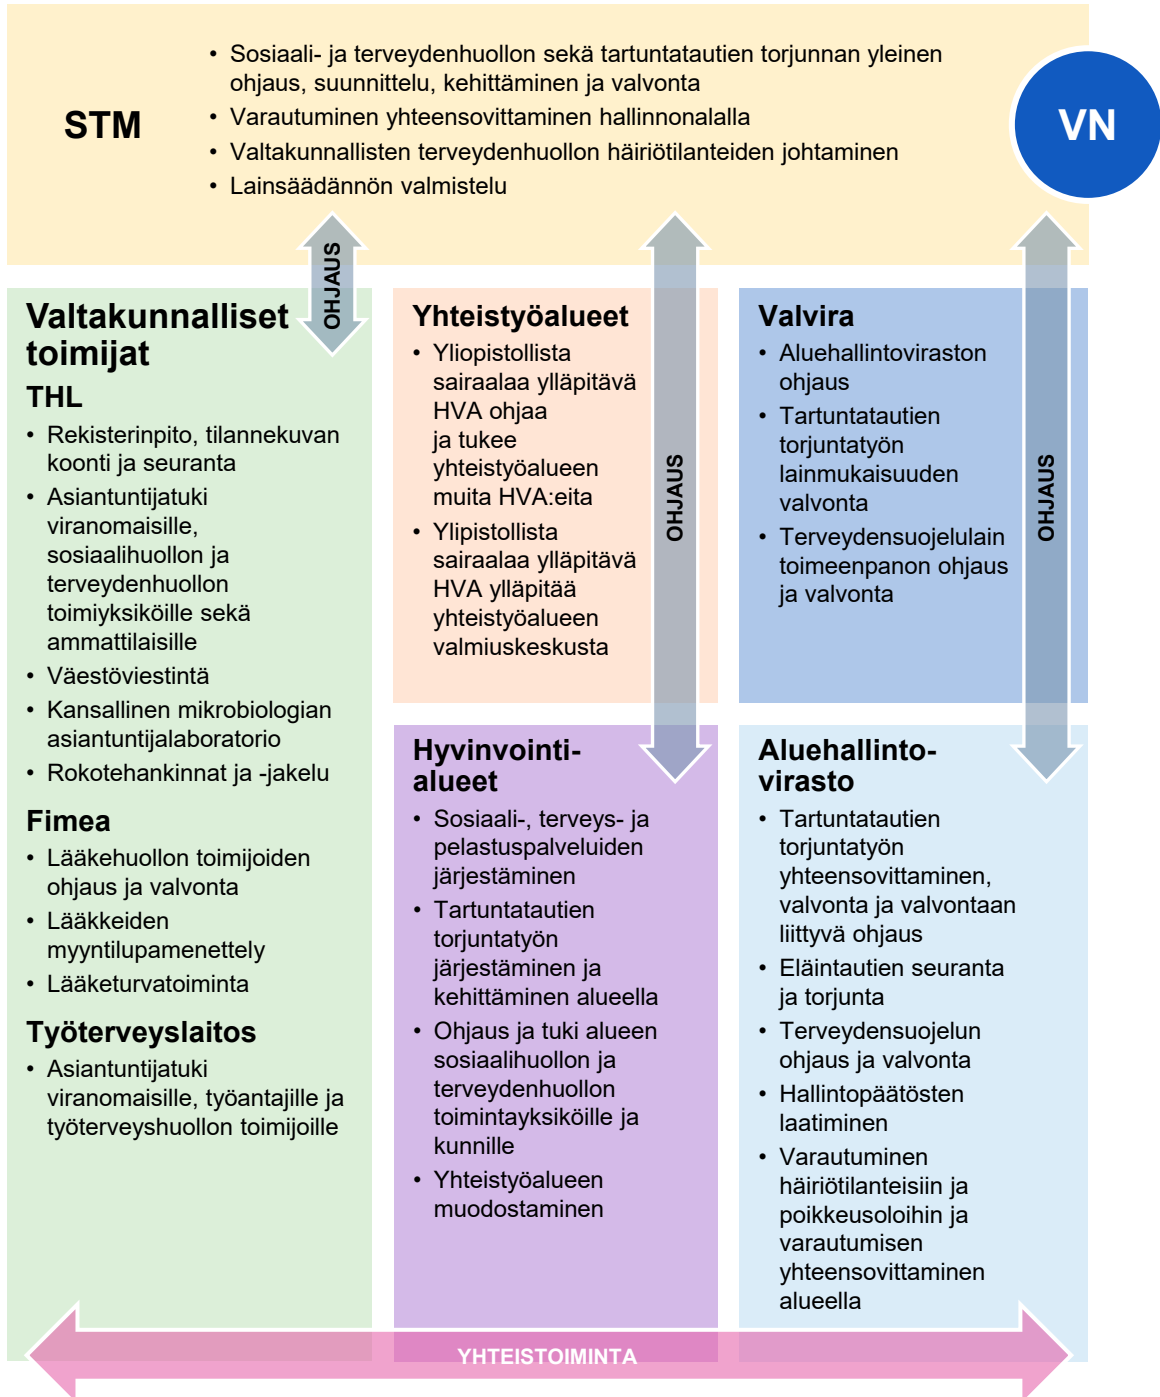 STM
• Sosiaali- ja terveydenhuollon sekä tartuntatautien torjunnan yleinen
ohjaus, suunnittelu, kehittäminen ja valvonta
• Varautuminen yhteensovittaminen hallinnonalalla
• Valtakunnallisten terveydenhuollon häiriötilanteiden johtaminen
• Lainsäädännön valmistelu
VN
OHJAUS
OHJAUS
OHJAUS
Valtakunnalliset
toimijat
THL
• Rekisterinpito, tilannekuvan
koonti ja seuranta
• Asiantuntijatuki
viranomaisille,
sosiaalihuollon ja
terveydenhuollon
toimiyksiköille sekä
ammattilaisille
• Väestöviestintä
• Kansallinen mikrobiologian
asiantuntijalaboratorio
• Rokotehankinnat ja -jakelu
Fimea
• Lääkehuollon toimijoiden
ohjaus ja valvonta
• Lääkkeiden
myyntilupamenettely
• Lääketurvatoiminta
Työterveyslaitos
• Asiantuntijatuki
viranomaisille, työantajille ja
työterveyshuollon toimijoille
Yhteistyöalueet
• Yliopistollista
sairaalaa ylläpitävä
HVA ohjaa
ja tukee
yhteistyöalueen
muita HVA:eita
• Ylipistollista
sairaalaa ylläpitävä
HVA ylläpitää
yhteistyöalueen
valmiuskeskusta
Valvira
• Aluehallintoviraston
ohjaus
• Tartuntatautien
torjuntatyön
lainmukaisuuden
valvonta
• Terveydensuojelulain
toimeenpanon ohjaus
ja valvonta
Hyvinvointi-
alueet
• Sosiaali-, terveys- ja
pelastuspalveluiden
järjestäminen
• Tartuntatautien
torjuntatyön
järjestäminen ja
kehittäminen alueella
• Ohjaus ja tuki alueen
sosiaalihuollon ja
terveydenhuollon
toimintayksiköille ja
kunnille
• Yhteistyöalueen
muodostaminen
Aluehallinto-
virasto
• Tartuntatautien
torjuntatyön
yhteensovittaminen,
valvonta ja valvontaan
liittyvä ohjaus
• Eläintautien seuranta
ja torjunta
• Terveydensuojelun
ohjaus ja valvonta
• Hallintopäätösten
laatiminen
• Varautuminen
häiriötilanteisiin ja
poikkeusoloihin ja
varautumisen
yhteensovittaminen
alueella
YHTEISTOIMINTA